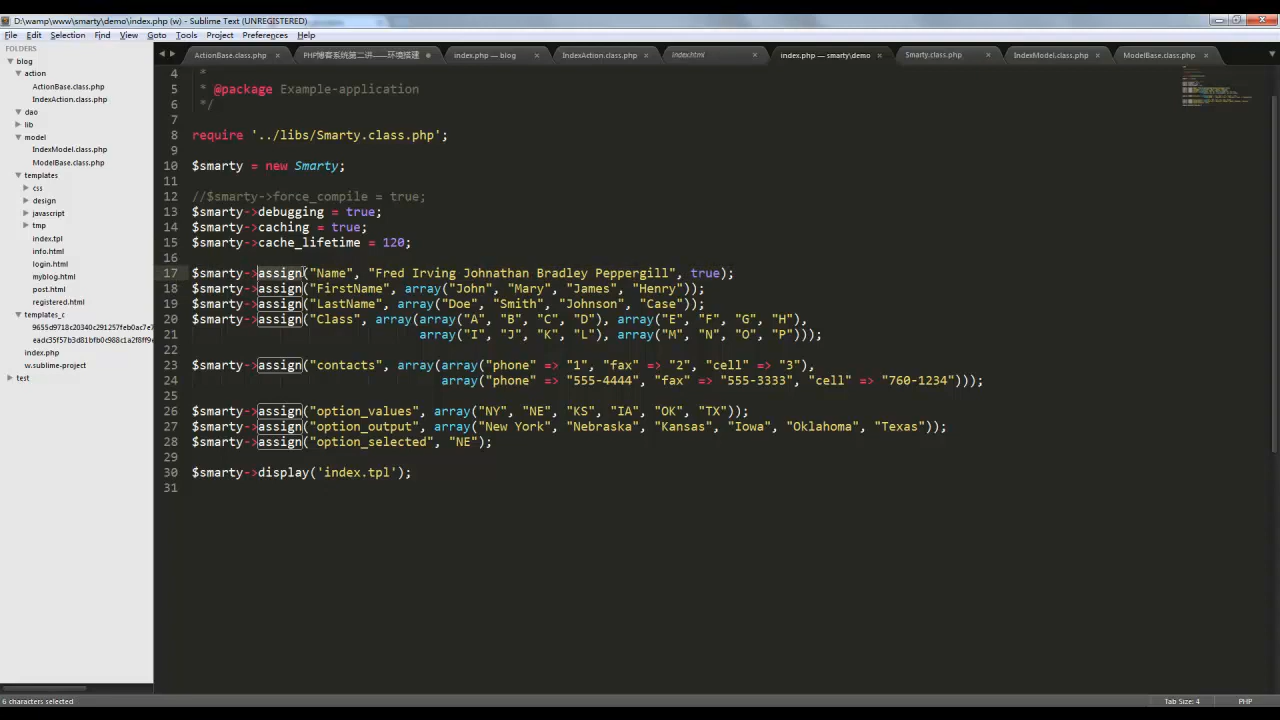 D:\wamp\www\smarty\demo\index.php (w) - Sublime Text (UNREGISTERED)
File Edit Selection Find View Goto Tools Project Preferences Help
FOLDERS
blog
action
ActionBase.class.php
IndexAction.class.php
dao
lib
model
IndexModel.class.php
ModelBase.class.php
templates
css
design
javascript
tmp
index.tpl
info.html
login.html
myblog.html
post.html
registered.html
templates_c
9655d9718c20340c291257feb0ac7e7
eadc35f57b3d81bfb0c988c1a2f8ff9e
index.php
w.sublime-project
test
ActionBase.class.php
PHP博客系统第二讲——环境搭建
index.php — blog
IndexAction.class.php
index.html
index.php — smarty\demo
Smarty.class.php
IndexModel.class.php
ModelBase.class.php
4 *
5 * @package Example-application
6 */
7
8 require '../libs/Smarty.class.php';
9
10 $smarty = new Smarty;
11
12 //$smarty->force_compile = true;
13 $smarty->debugging = true;
14 $smarty->caching = true;
15 $smarty->cache_lifetime = 120;
16
17 $smarty->assign("Name", "Fred Irving Johnathan Bradley Peppergill", true);
18 $smarty->assign("FirstName", array("John", "Mary", "James", "Henry"));
19 $smarty->assign("LastName", array("Doe", "Smith", "Johnson", "Case"));
20 $smarty->assign("Class", array(array("A", "B", "C", "D"), array("E", "F", "G", "H"),
21 array("I", "J", "K", "L"), array("M", "N", "O", "P")));
22
23 $smarty->assign("contacts", array(array("phone" => "1", "fax" => "2", "cell" => "3"),
24 array("phone" => "555-4444", "fax" => "555-3333", "cell" => "760-1234")));
25
26 $smarty->assign("option_values", array("NY", "NE", "KS", "IA", "OK", "TX"));
27 $smarty->assign("option_output", array("New York", "Nebraska", "Kansas", "Iowa", "Oklahoma", "Texas"));
28 $smarty->assign("option_selected", "NE");
29
30 $smarty->display('index.tpl');
31
6 characters selected
Tab Size: 4
PHP